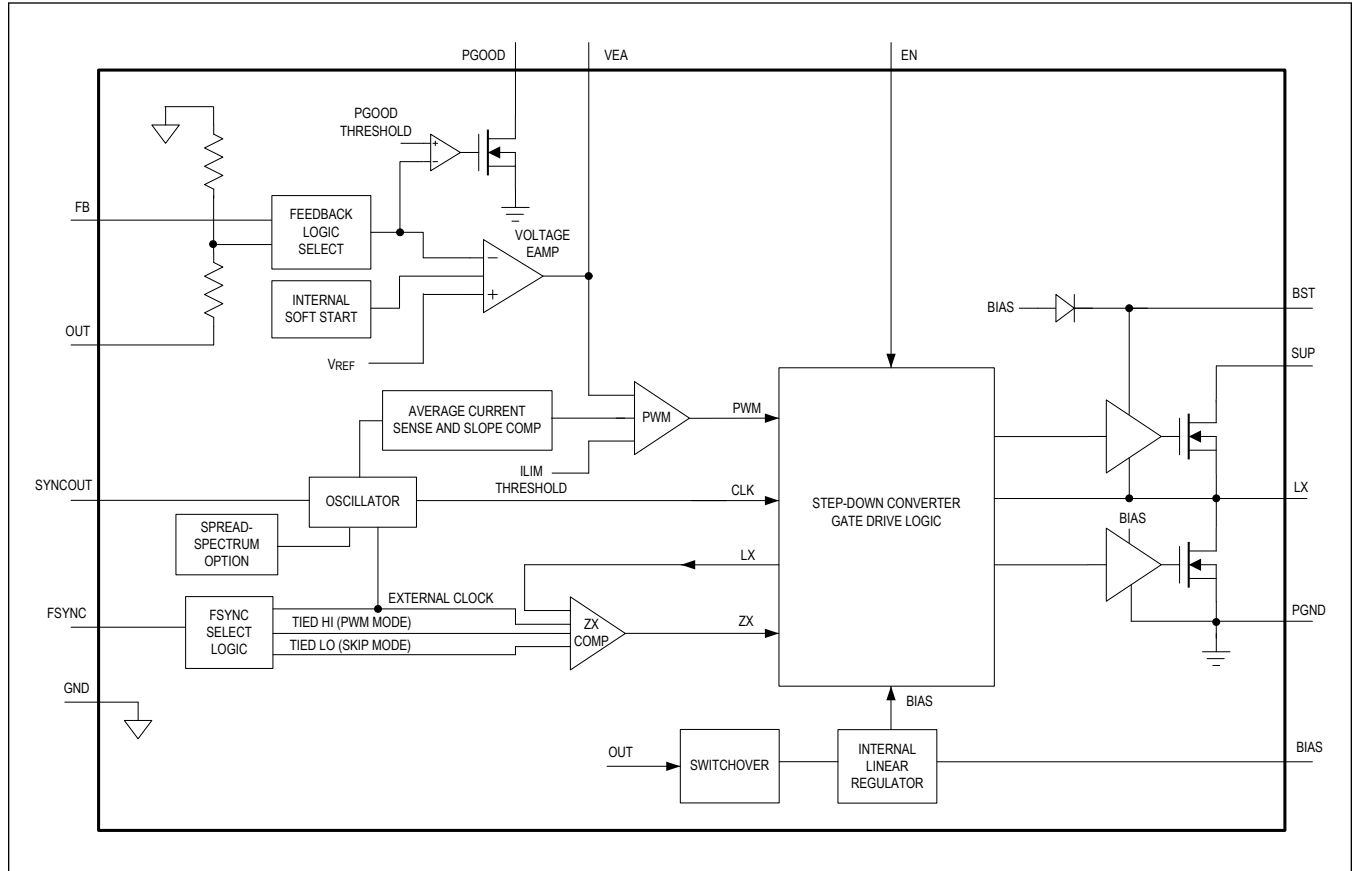 PGOOD
VEA
EN
PGOOD
THRESHOLD
+
−
FB
FEEDBACK
LOGIC
SELECT
VOLTAGE
EAMP
−
+
INTERNAL
SOFT START
OUT
VREF
BIAS
BST
SUP
AVERAGE CURRENT
SENSE AND SLOPE COMP
PWM
PWM
ILIM
THRESHOLD
SYNCOUT
OSCILLATOR
CLK
STEP-DOWN CONVERTER
GATE DRIVE LOGIC
LX
SPREAD-
SPECTRUM
OPTION
BIAS
LX
FSYNC
FSYNC
SELECT
LOGIC
EXTERNAL CLOCK
TIED HI (PWM MODE)
TIED LO (SKIP MODE)
ZX
COMP
ZX
PGND
GND
BIAS
OUT
SWITCHOVER
INTERNAL
LINEAR
REGULATOR
BIAS